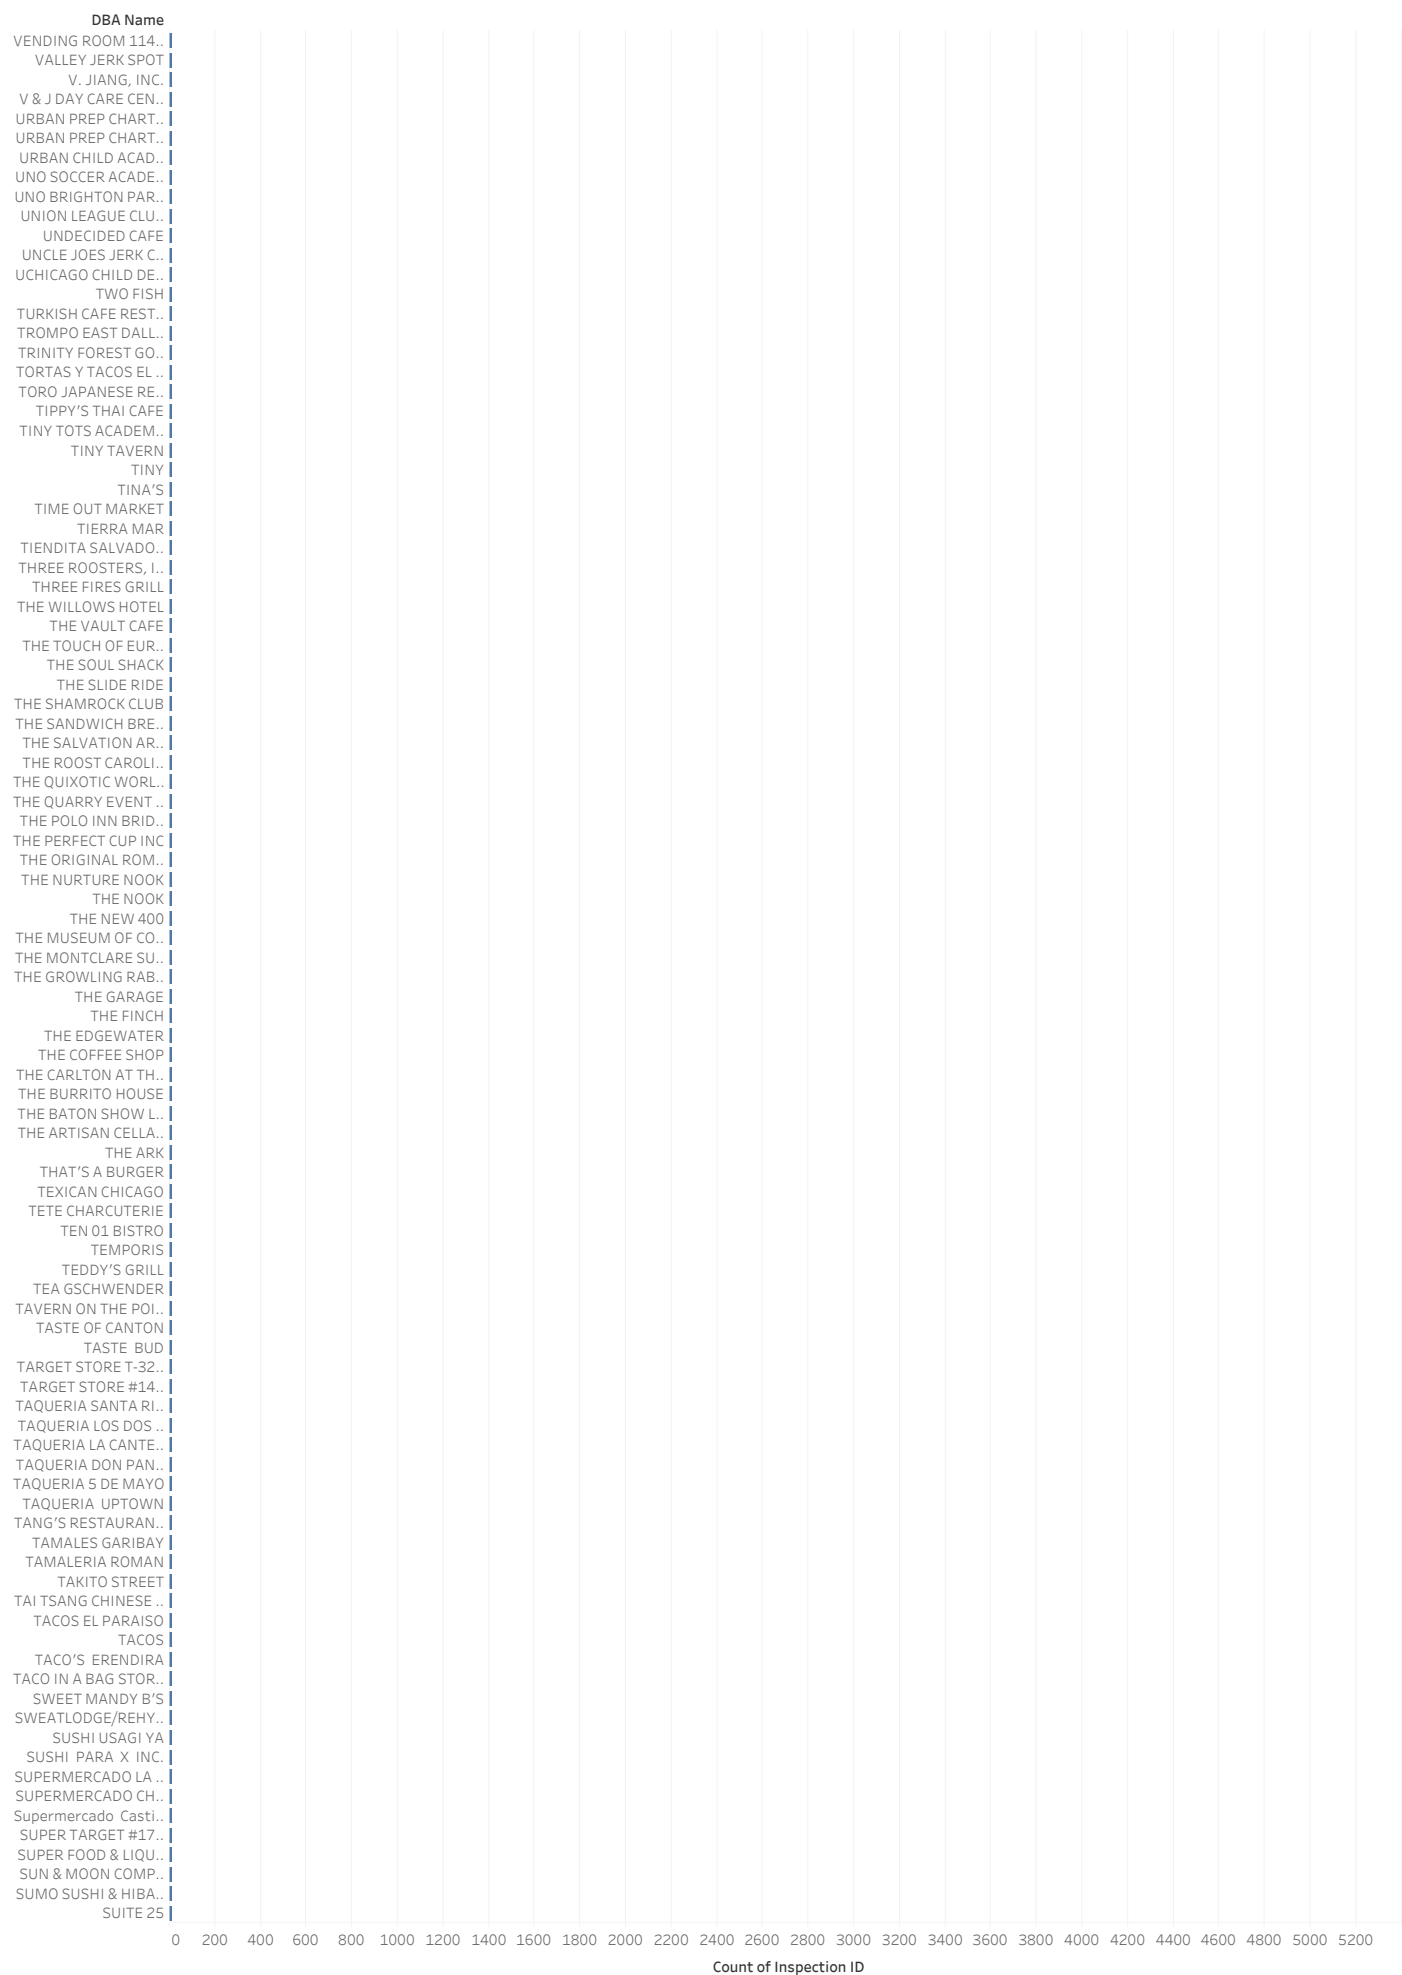 DBA Name
VENDING ROOM 114..
VALLEY JERK SPOT
V. JIANG, INC.
V & J DAY CARE CEN..
URBAN PREP CHART..
URBAN PREP CHART..
URBAN CHILD ACAD..
UNO SOCCER ACADE..
UNO BRIGHTON PAR..
UNION LEAGUE CLU..
UNDECIDED CAFE
UNCLE JOES JERK C..
UCHICAGO CHILD DE..
TWO FISH
TURKISH CAFE REST..
TROMPO EAST DALL..
TRINITY FOREST GO..
TORTAS Y TACOS EL ..
TORO JAPANESE RE..
TIPPY'S THAI CAFE
TINY TOTS ACADEM..
TINY TAVERN
TINY
TINA'S
TIME OUT MARKET
TIERRA MAR
TIENDITA SALVADO..
THREE ROOSTERS, I..
THREE FIRES GRILL
THE WILLOWS HOTEL
THE VAULT CAFE
THE TOUCH OF EUR..
THE SOUL SHACK
THE SLIDE RIDE
THE SHAMROCK CLUB
THE SANDWICH BRE..
THE SALVATION AR..
THE ROOST CAROLI..
THE QUIXOTIC WORL..
THE QUARRY EVENT ..
THE POLO INN BRID..
THE PERFECT CUP INC
THE ORIGINAL ROM..
THE NURTURE NOOK
THE NOOK
THE NEW 400
THE MUSEUM OF CO..
THE MONTCLARE SU..
THE GROWLING RAB..
THE GARAGE
THE FINCH
THE EDGEWATER
THE COFFEE SHOP
THE CARLTON AT TH..
THE BURRITO HOUSE
THE BATON SHOW L..
THE ARTISAN CELLA..
THE ARK
THAT'S A BURGER
TEXICAN CHICAGO
TETE CHARCUTERIE
TEN 01 BISTRO
TEMPORIS
TEDDY'S GRILL
TEA GSCHWENDER
TAVERN ON THE POI..
TASTE OF CANTON
TASTE  BUD
TARGET STORE T-32..
TARGET STORE #14..
TAQUERIA SANTA RI..
TAQUERIA LOS DOS ..
TAQUERIA LA CANTE..
TAQUERIA DON PAN..
TAQUERIA 5 DE MAYO
TAQUERIA  UPTOWN
TANG'S RESTAURAN..
TAMALES GARIBAY
TAMALERIA ROMAN
TAKITO STREET
TAI TSANG CHINESE ..
TACOS EL PARAISO
TACOS
TACO'S  ERENDIRA
TACO IN A BAG STOR..
SWEET MANDY B'S
SWEATLODGE/REHY..
SUSHI USAGI YA
SUSHI  PARA  X  INC.
SUPERMERCADO LA ..
SUPERMERCADO CH..
Supermercado  Casti..
SUPER TARGET #17..
SUPER FOOD & LIQU..
SUN & MOON COMP..
SUMO SUSHI & HIBA..
SUITE 25
0 200 400 600 800 1000 1200 1400 1600 1800 2000 2200 2400 2600 2800 3000 3200 3400 3600 3800 4000 4200 4400 4600 4800 5000 5200
Count of Inspection ID